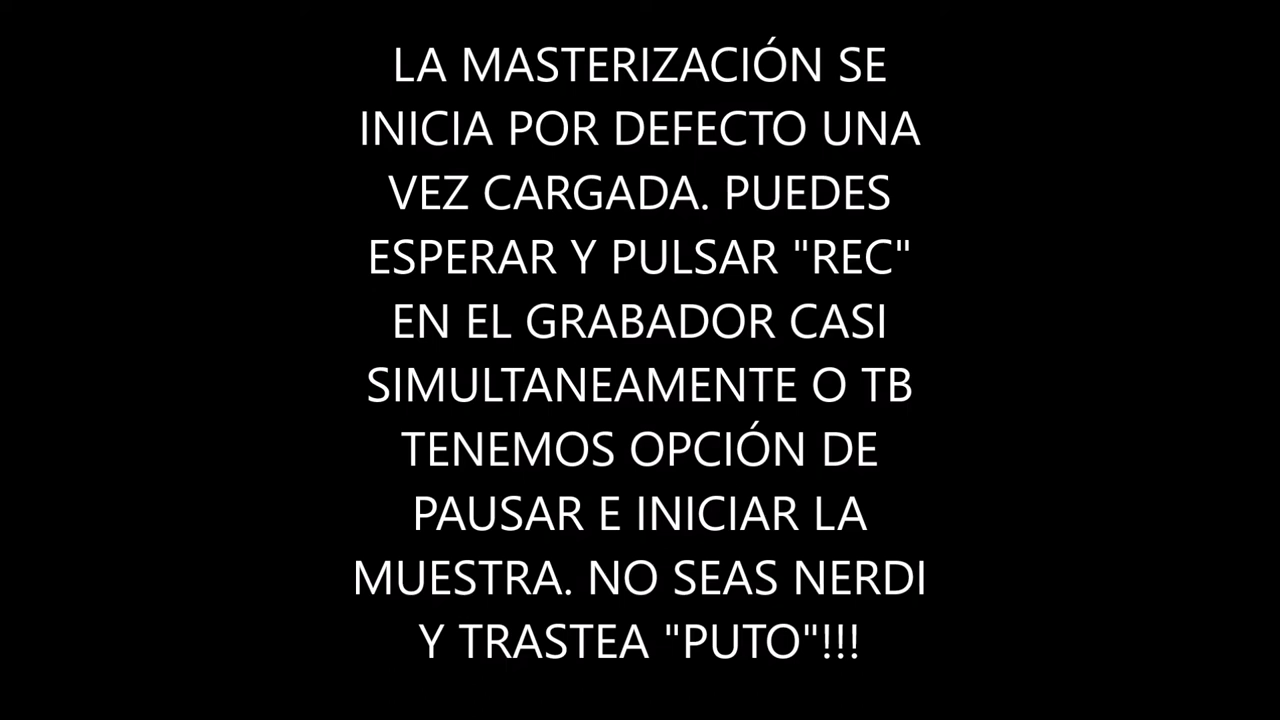 LA MASTERIZACIÓN SE
INICIA POR DEFECTO UNA
VEZ CARGADA. PUEDES
ESPERAR Y PULSAR "REC"
EN EL GRABADOR CASI
SIMULTANEAMENTE O TB
TENEMOS OPCIÓN DE
PAUSAR E INICIAR LA
MUESTRA. NO SEAS NERDI
Y TRASTEA "PUTO"!!!